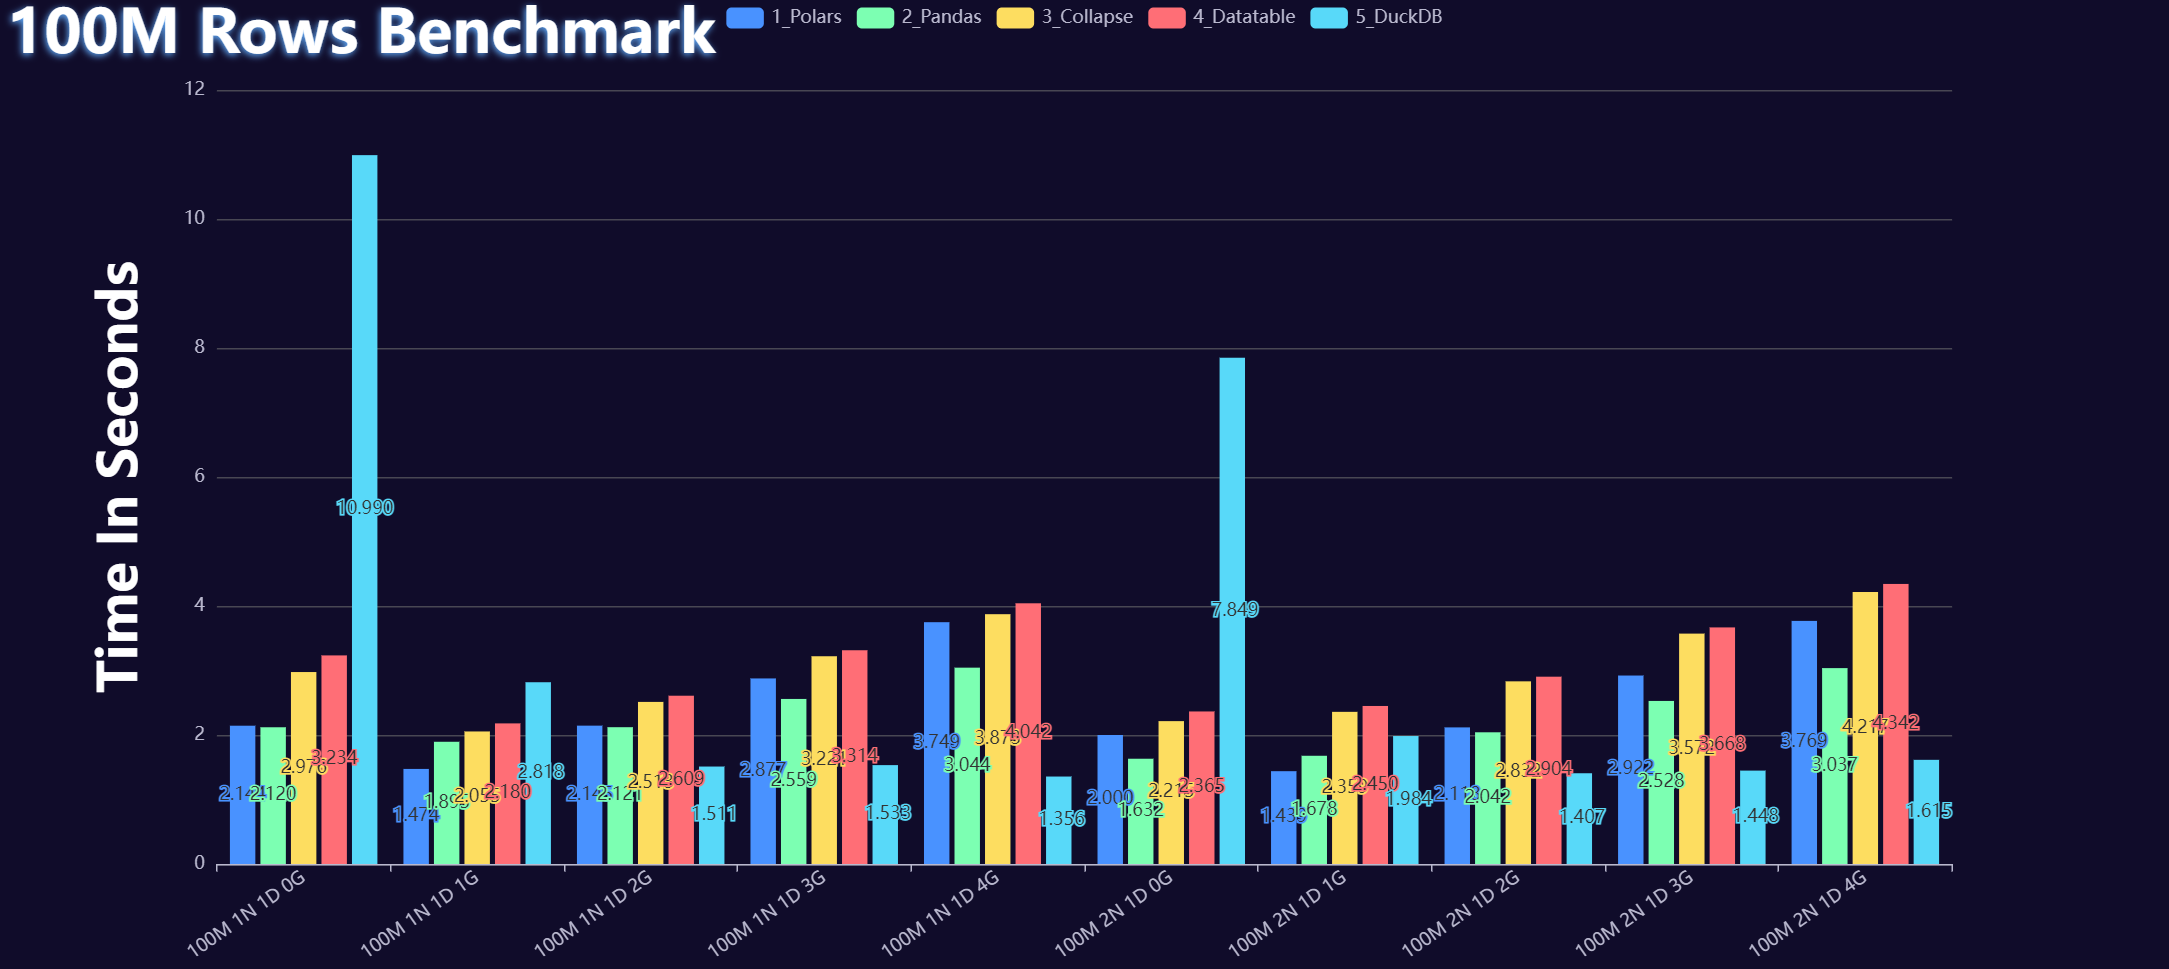 100M Rows Benchmark
1_Polars 2_Pandas 3_Collapse 4_Datatable 5_DuckDB
Time In Seconds
12
10
8
6
4
2
0
2.120 3.234 10.990
1.474 2.180 2.818
2.121 2.609 1.511
2.877 2.559 3.314 1.533
3.749 3.044 4.042 1.356
2.000 1.632 2.365 7.849
1.678 2.450 1.984
2.042 2.904 1.407
2.922 2.528 3.668 1.448
3.769 3.037 4.342 1.615
100M 1N 1D 0G
100M 1N 1D 1G
100M 1N 1D 2G
100M 1N 1D 3G
100M 1N 1D 4G
100M 2N 1D 0G
100M 2N 1D 1G
100M 2N 1D 2G
100M 2N 1D 3G
100M 2N 1D 4G